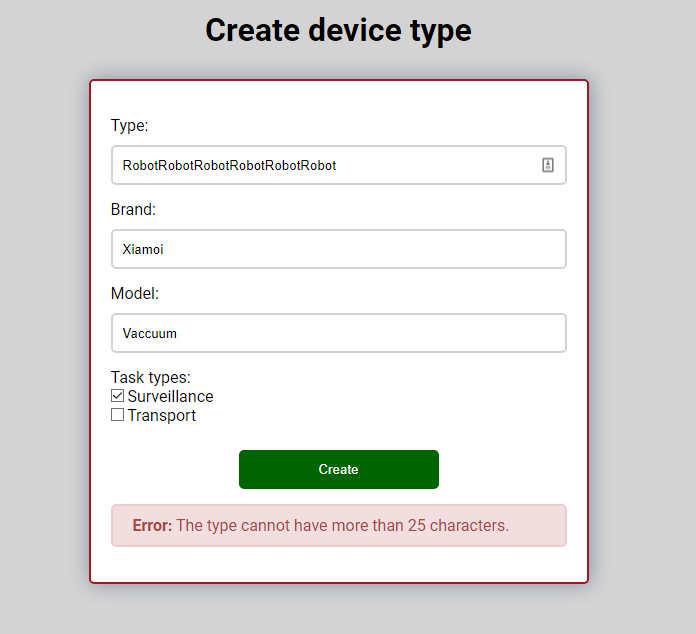 Create device type
Type:
RobotRobotRobotRobotRobotRobot
Brand:
Xiamoi
Model:
Vaccuum
Task types:
Surveillance
Transport
Create
Error: The type cannot have more than 25 characters.